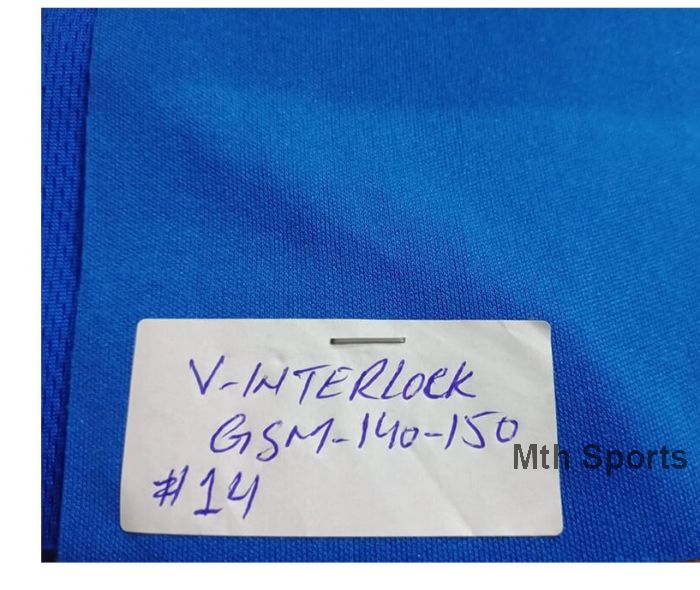 V-INTERLOCK
GSM-140-150
Mth Sports
#14